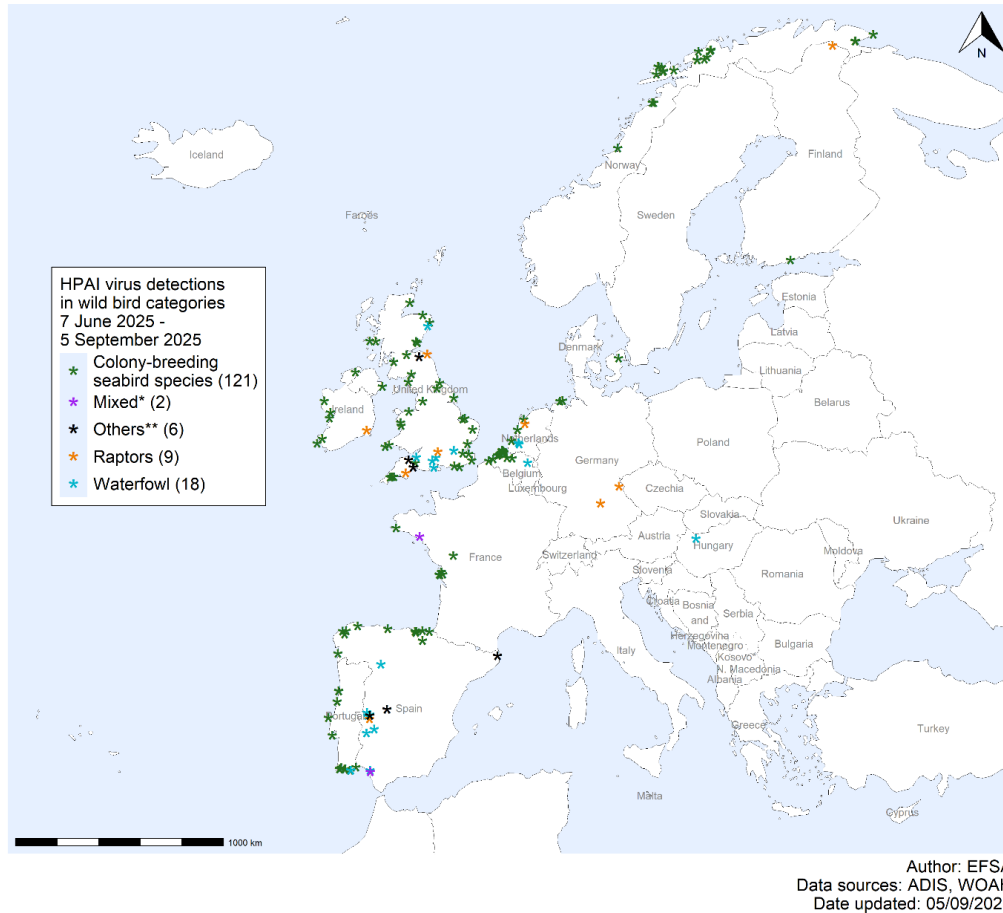 N
Iceland
Norway
Finland
Faroes
Sweden
HPAI virus detections
in wild bird categories
7 June 2025 -
5 September 2025
Colony-breeding
seabird species (121)
Mixed* (2)
Others** (6)
Raptors (9)
Waterfowl (18)
Estonia
Latvia
Denmark
Lithuania
United Kingdom
Ireland
Belarus
Netherlands
Poland
Germany
Belgium
Luxembourg
Czechia
Slovakia
Ukraine
Austria
Hungary
Moldova
France
Switzerland
Slovenia
Romania
Croatia
Bosnia
and
Herzegovina
Serbia
Montenegro
Bulgaria
Italy
Kosovo*
N. Macedonia
Albania
Portugal
Spain
Greece
Turkey
Malta
Cyprus
1000 km
Author: EFSA
Data sources: ADIS, WOAH
Date updated: 05/09/202